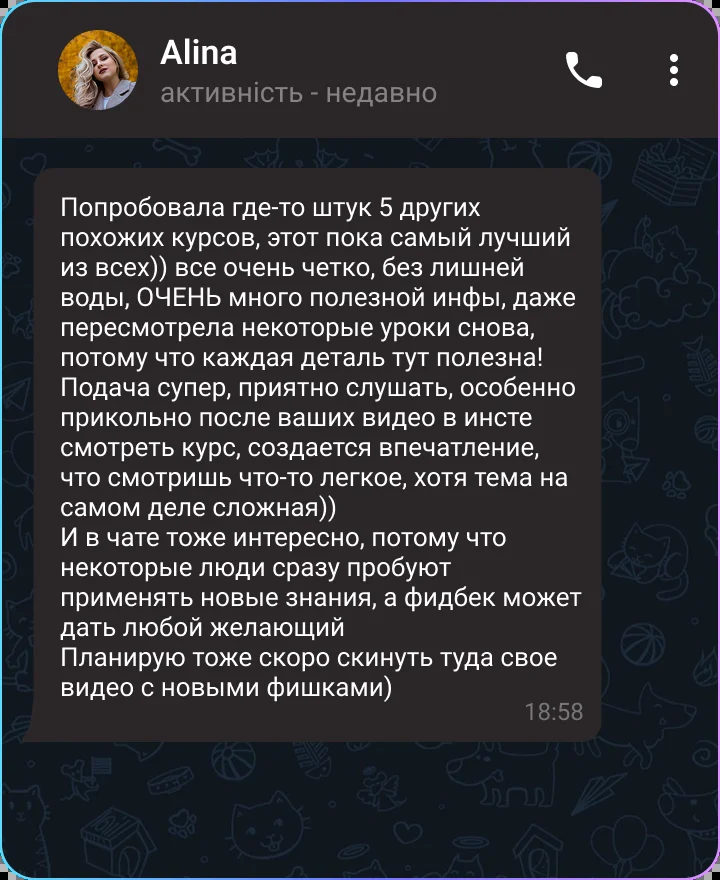 Alina
активність - недавно
Попробовала где-то штук 5 других
похожих курсов, этот пока самый лучший
из всех)) все очень четко, без лишней
воды, ОЧЕНЬ много полезной инфы, даже
пересмотрела некоторые уроки снова,
потому что каждая деталь тут полезна!
Подача супер, приятно слушать, особенно
прикольно после ваших видео в инсте
смотреть курс, создается впечатление,
что смотришь что-то легкое, хотя тема на
самом деле сложная))
И в чате тоже интересно, потому что
некоторые люди сразу пробуют
применять новые знания, а фидбек может
дать любой желающий
Планирую тоже скоро скинуть туда свое
видео с новыми фишками)
18:58